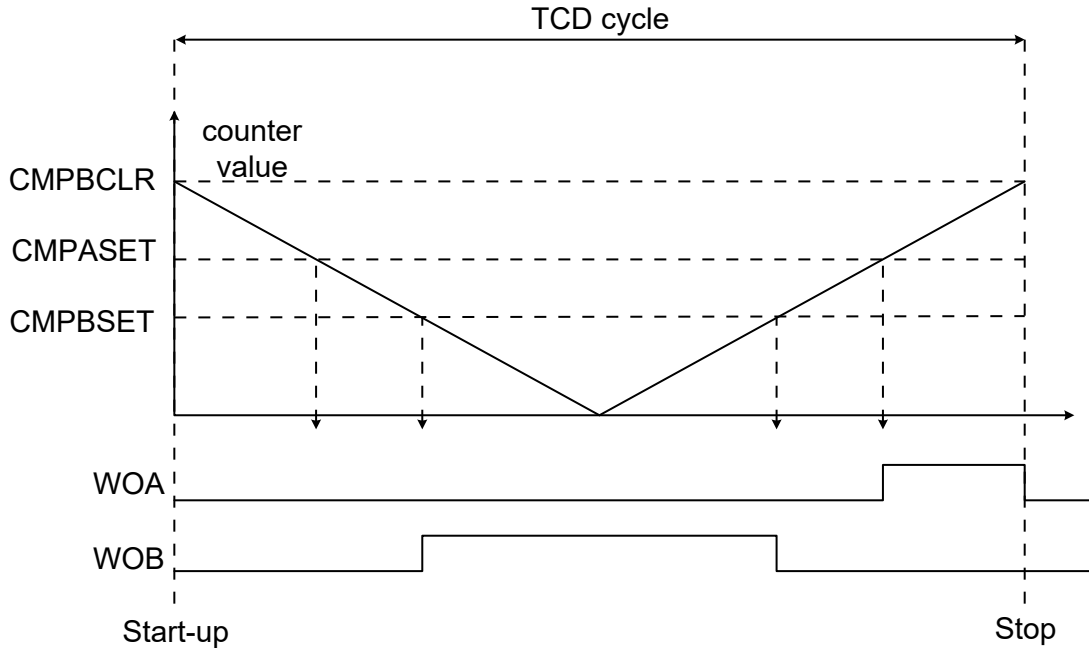 TCD cycle
counter
value
CMPBCLR
CMPASET
CMPBSET
WOA
WOB
Start-up
Stop